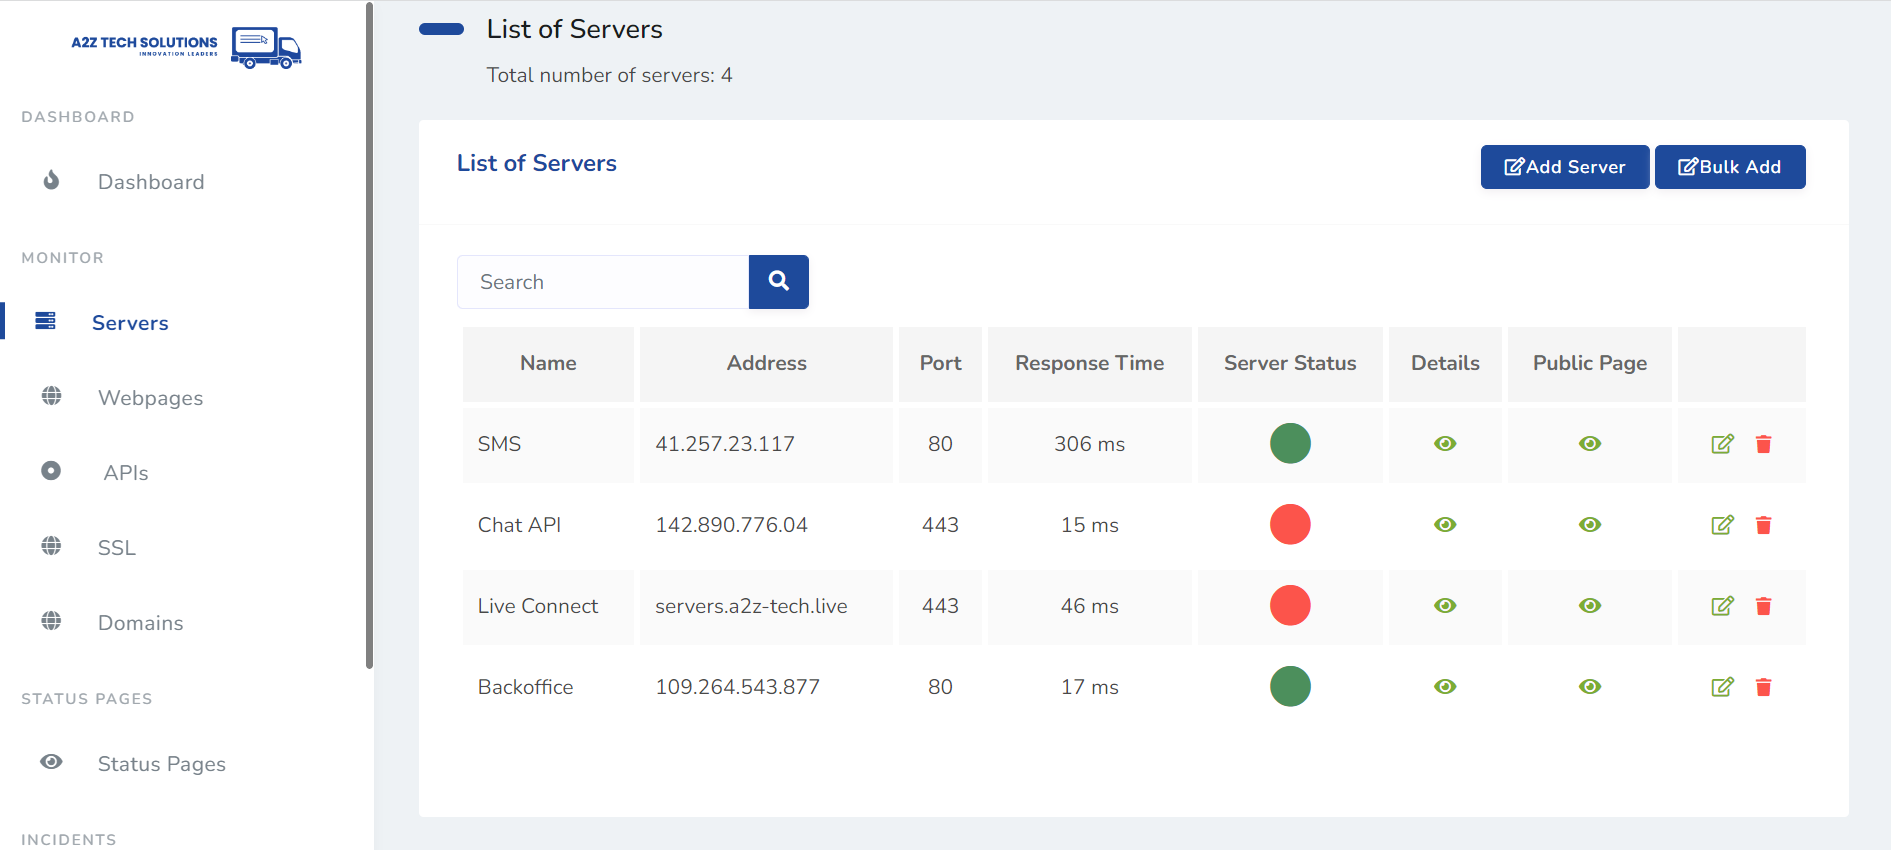 A2Z TECH SOLUTIONS
INNOVATION LEADERS
DASHBOARD
Dashboard
MONITOR
Servers
Webpages
APIs
SSL
Domains
STATUS PAGES
Status Pages
INCIDENTS
List of Servers
Total number of servers: 4
List of Servers
Add Server Bulk Add
Search
Name Address Port Response Time Server Status Details Public Page
SMS 41.257.23.117 80 306 ms
Chat API 142.890.776.04 443 15 ms
Live Connect servers.a2z-tech.live 443 46 ms
Backoffice 109.264.543.877 80 17 ms